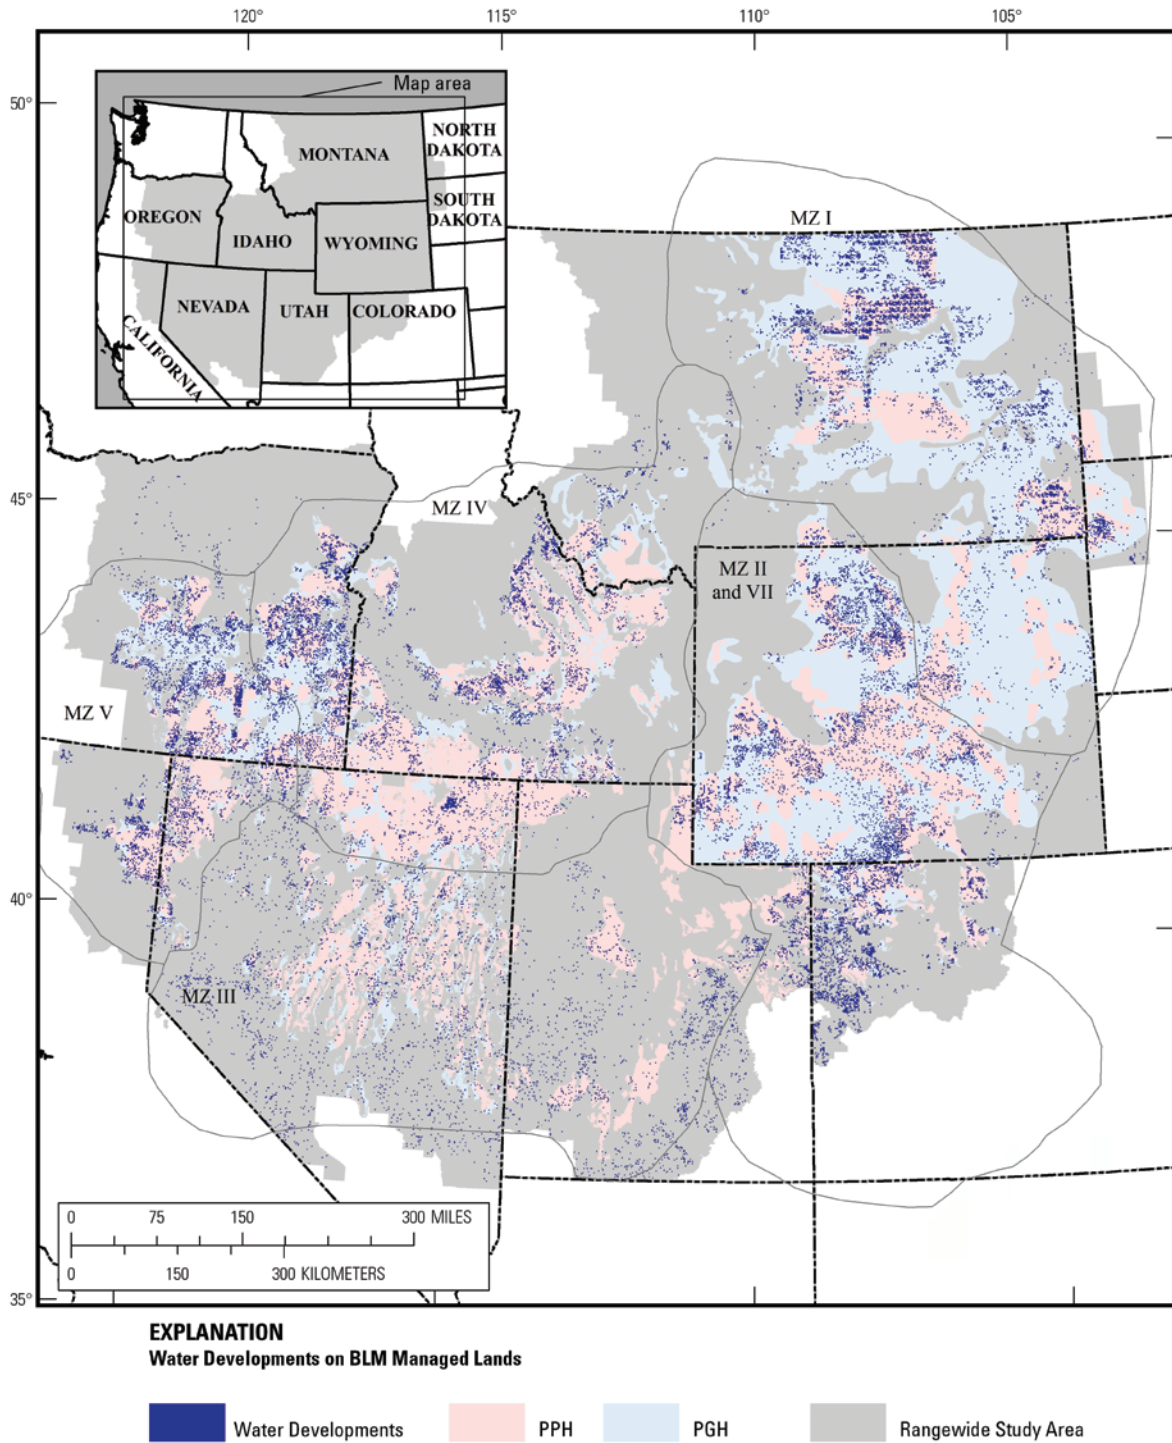 120°
115°
110°
105°
50°
45°
40°
35°
Map area
MONTANA
NORTH
DAKOTA
SOUTH
DAKOTA
OREGON
IDAHO
WYOMING
NEVADA
UTAH
COLORADO
CALIFORNIA
MZ I
MZ IV
MZ II
and VII
MZ V
MZ III
0 75 150 300 MILES
0 150 300 KILOMETERS
EXPLANATION
Water Developments on BLM Managed Lands
Water Developments PPH PGH Rangewide Study Area